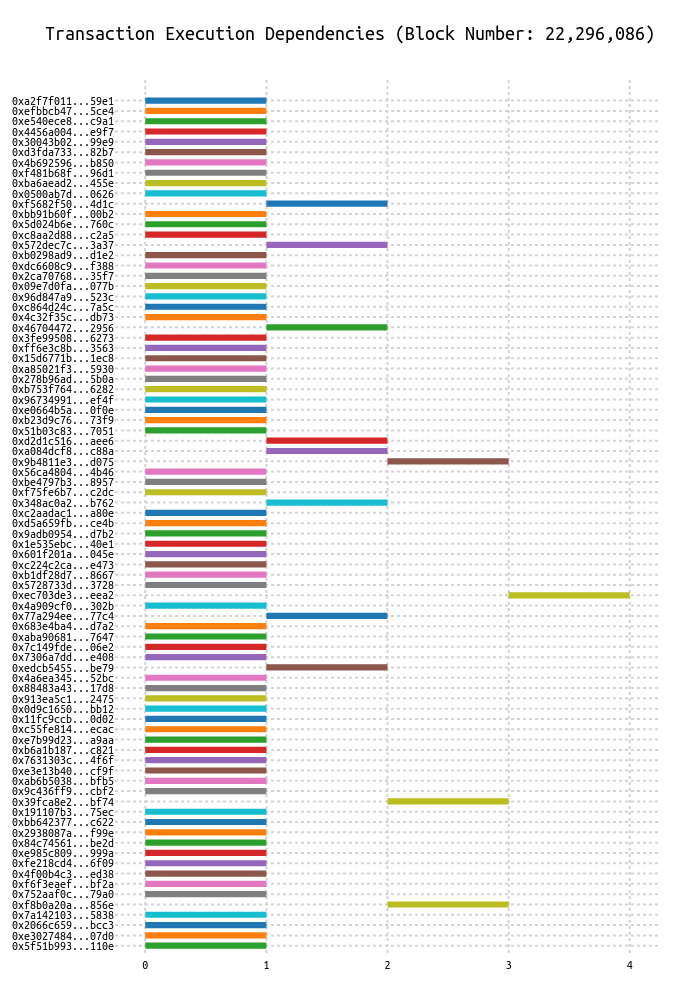 Transaction Execution Dependencies (Block Number: 22,296,086)
0xa2f7f011...59e1
0xefbbcb47...5ce4
0xe540ece8...c9a1
0x4456a004...e9f7
0x30043b02...99e9
0xd3fda733...82b7
0x4b692596...b850
0xf481b68f...96d1
0xba6aead2...455e
0x0500ab7d...0626
0xf5682f50...4d1c
0xbb91b60f...00b2
0x5d024b6e...760c
0xc8aa2d88...c2a5
0x572dec7c...3a37
0xb0298ad9...d1e2
0xdc6608c9...f388
0x2ca70768...35f7
0x09e7d0fa...077b
0x96d847a9...523c
0xc864d24c...7a5c
0x4c32f35c...db73
0x46704472...2956
0x3fe99508...6273
0xff6e3c8b...3563
0x15d6771b...1ec8
0xa85021f3...5930
0x278b96ad...5b0a
0xb753f764...6282
0x96734991...ef4f
0xe0664b5a...0f0e
0xb23d9c76...73f9
0x51b03c83...7051
0xd2d1c516...aee6
0xa084dcf8...c88a
0x9b4811e3...d075
0x56ca4804...4b46
0xbe4797b3...8957
0xf75fe6b7...c2dc
0x348ac0a2...b762
0xc2aadac1...a80e
0xd5a659fb...ce4b
0x9adb0954...d7b2
0x1e535ebc...40e1
0x601f201a...045e
0xc224c2ca...e473
0xb1df28d7...8667
0x5728733d...3728
0xec703de3...eea2
0x4a909cf0...302b
0x77a294ee...77c4
0x683e4ba4...d7a2
0xaba90681...7647
0x7c149fde...06e2
0x7306a7dd...e408
0xedcb5455...be79
0x4a6ea345...52bc
0x88483a43...17d8
0x913ea5c1...2475
0x0d9c1650...bb12
0x11fc9ccb...0d02
0xc55fe814...ecac
0xe7b99d23...a9aa
0xb6a1b187...c821
0x7631303c...4f6f
0xe3e13b40...cf9f
0xab6b5038...bfb5
0x9c436ff9...cbf2
0x39fca8e2...bf74
0x191107b3...75ec
0xbb642377...c622
0x2938087a...f99e
0x84c74561...be2d
0xe985c809...999a
0xfe218cd4...6f09
0x4f00b4c3...ed38
0xf6f3eaef...bf2a
0x752aaf0c...79a0
0xf8b0a20a...856e
0x7a142103...5838
0x2066c659...bcc3
0xe3027484...07d0
0x5f51b993...110e
0 1 2 3 4